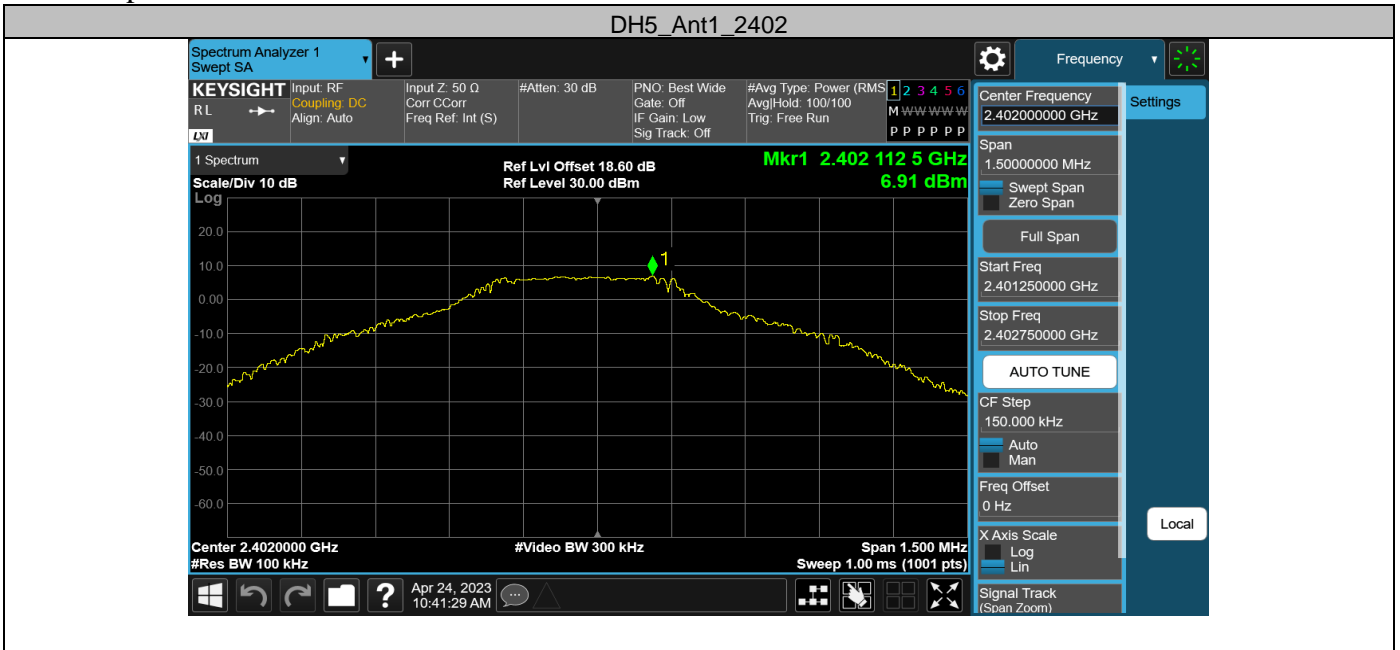 DH5_Ant1_2402
Spectrum Analyzer 1
Swept SA
+
Frequency
KEYSIGHT
RL
LXI
Input: RF
Coupling: DC
Align: Auto
Input Z: 50 Ω
Corr CCorr
Freq Ref: Int (S)
#Atten: 30 dB
PNO: Best Wide
Gate: Off
IF Gain: Low
Sig Track: Off
#Avg Type: Power (RMS
Avg|Hold: 100/100
Trig: Free Run
1 2 3 4 5 6
M W W W W W
P P P P P P
Center Frequency
2.402000000 GHz
Settings
1 Spectrum
Scale/Div 10 dB
Ref Lvl Offset 18.60 dB
Ref Level 30.00 dBm
Mkr1 2.402 112 5 GHz
6.91 dBm
Log
20.0
10.0
0.00
-10.0
-20.0
-30.0
-40.0
-50.0
-60.0
1
Span
1.50000000 MHz
Swept Span
Zero Span
Full Span
Start Freq
2.401250000 GHz
Stop Freq
2.402750000 GHz
AUTO TUNE
CF Step
150.000 kHz
Auto
Man
Freq Offset
0 Hz
X Axis Scale
Log
Lin
Signal Track
(Span Zoom)
Local
Center 2.4020000 GHz
#Video BW 300 kHz
Span 1.500 MHz
#Res BW 100 kHz
Sweep 1.00 ms (1001 pts)
?
Apr 24, 2023
10:41:29 AM